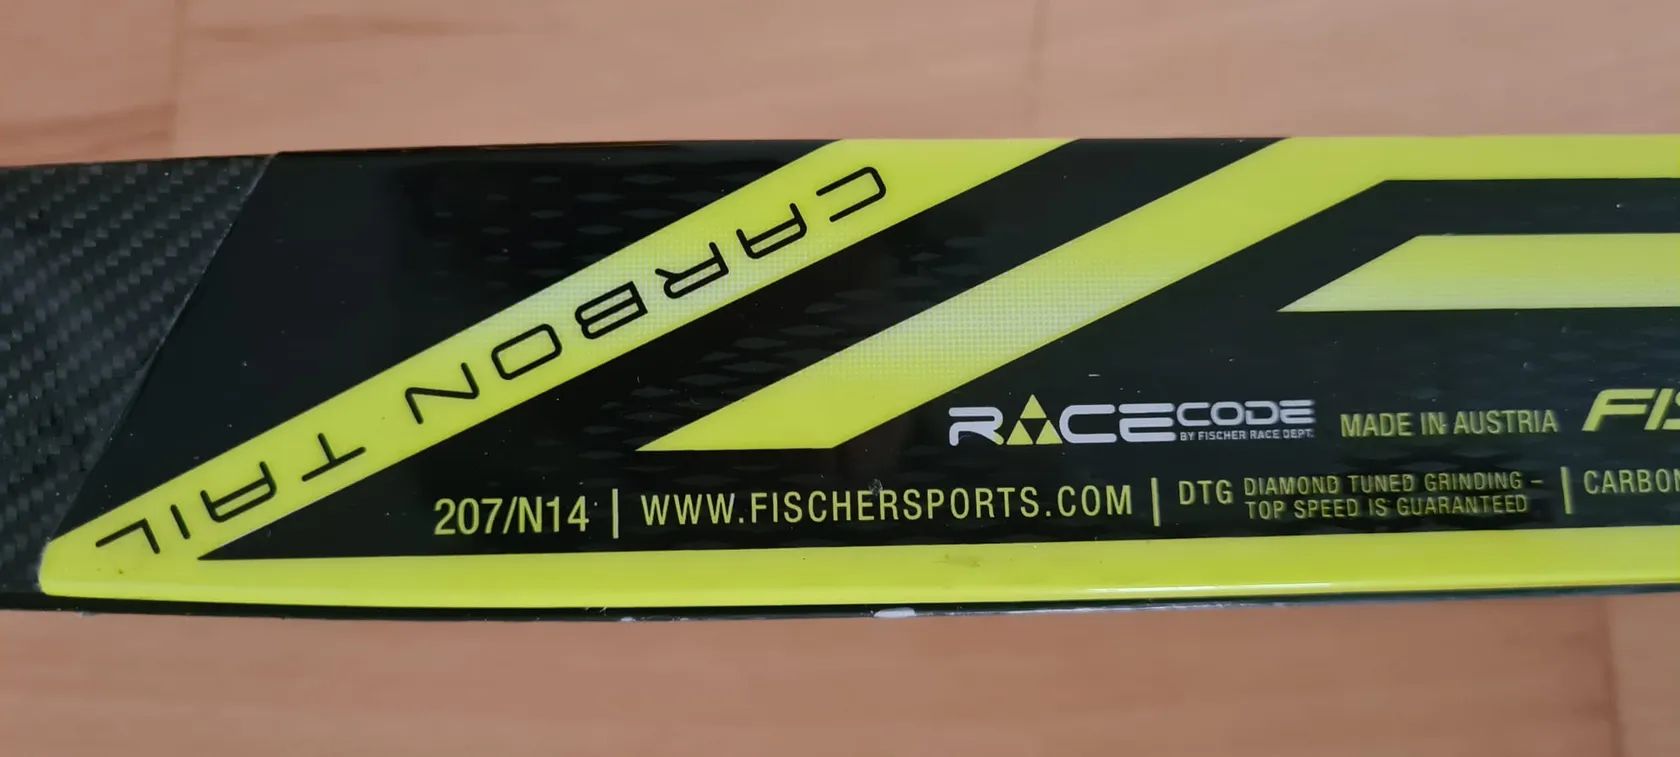 CARBON TAIL
RACECODE
BY FISCHER RACE DEPT.
MADE IN AUSTRIA
207/N14 | WWW.FISCHERSPORTS.COM | DTG DIAMOND TUNED GRINDING –
TOP SPEED IS GUARANTEED